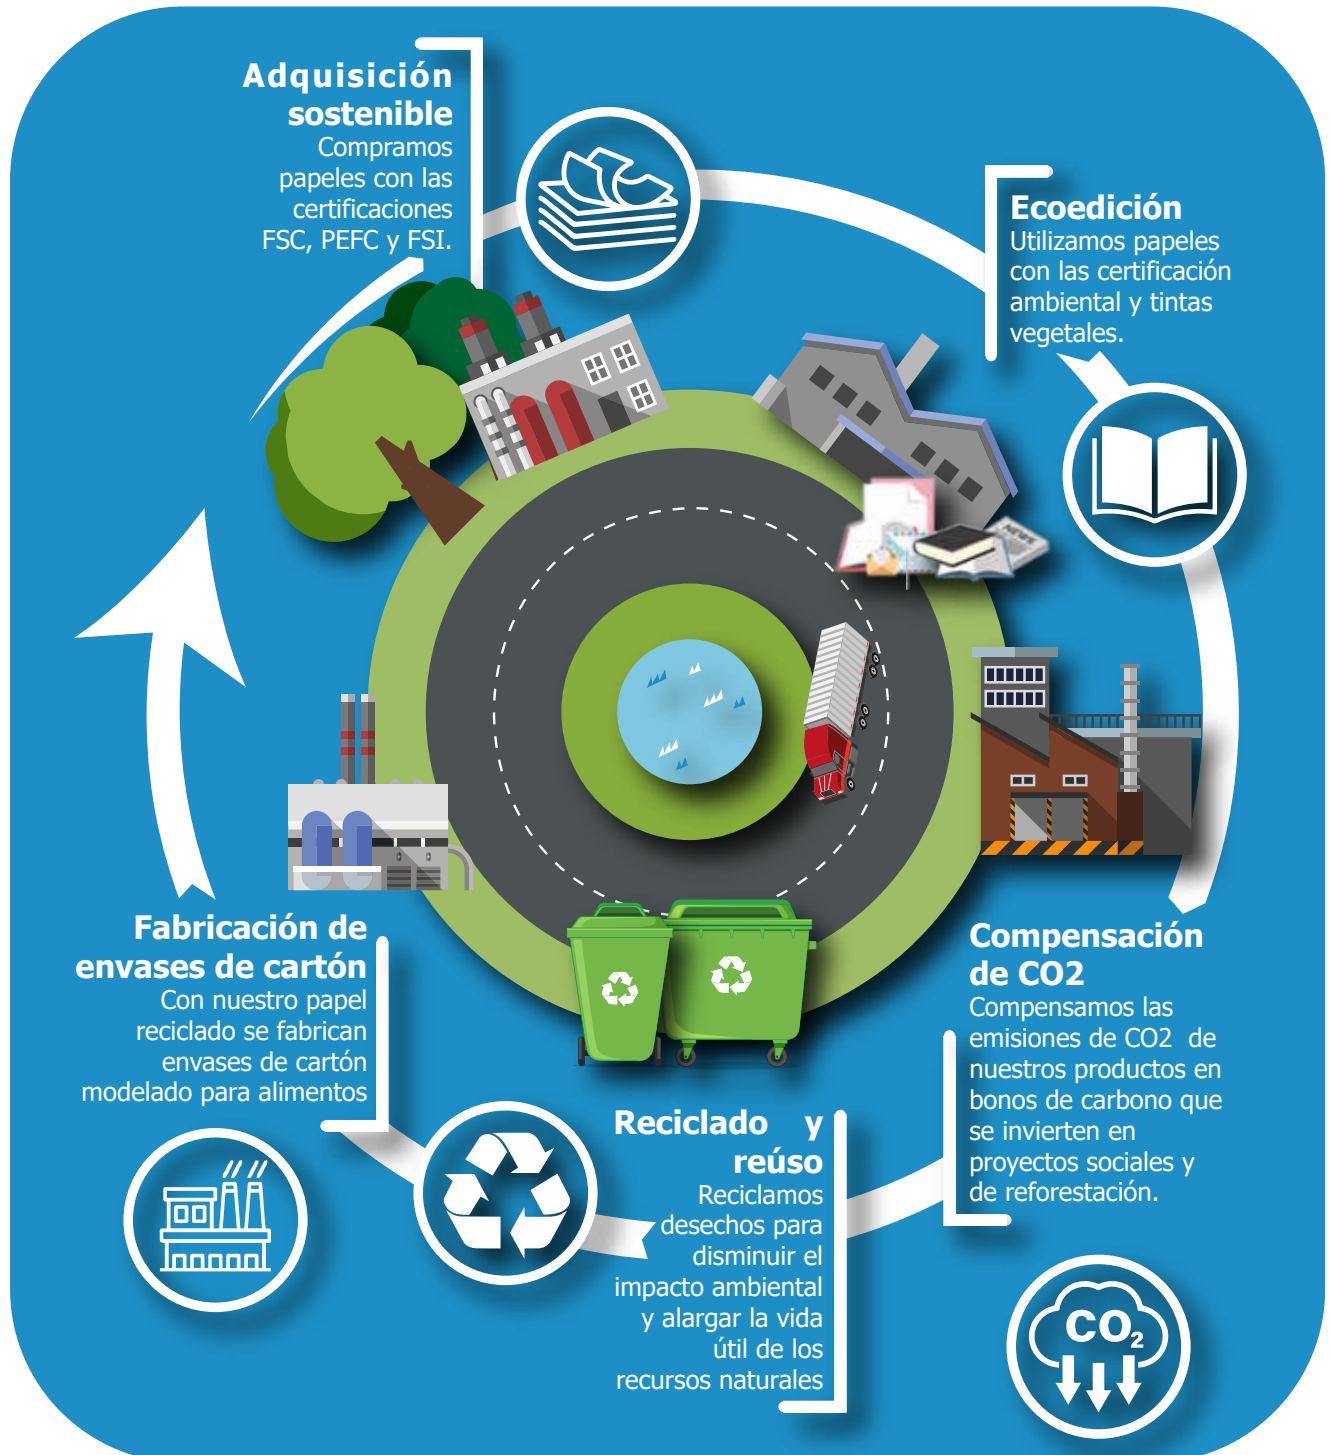 Adquisición
sostenible
Compramos
papeles con las
certificaciones
FSC, PEFC y FSI.
Ecoedición
Utilizamos papeles
con las certificación
ambiental y tintas
vegetales.
NEWS
Compensación
de CO2
Compensamos las
emisiones de CO2 de
nuestros productos en
bonos de carbono que
se invierten en
proyectos sociales y
de reforestación.
CO2
Reciclado y
reúso
Reciclamos
desechos para
disminuir el
impacto ambiental
y alargar la vida
útil de los
recursos naturales
Fabricación de
envases de cartón
Con nuestro papel
reciclado se fabrican
envases de cartón
modelado para alimentos